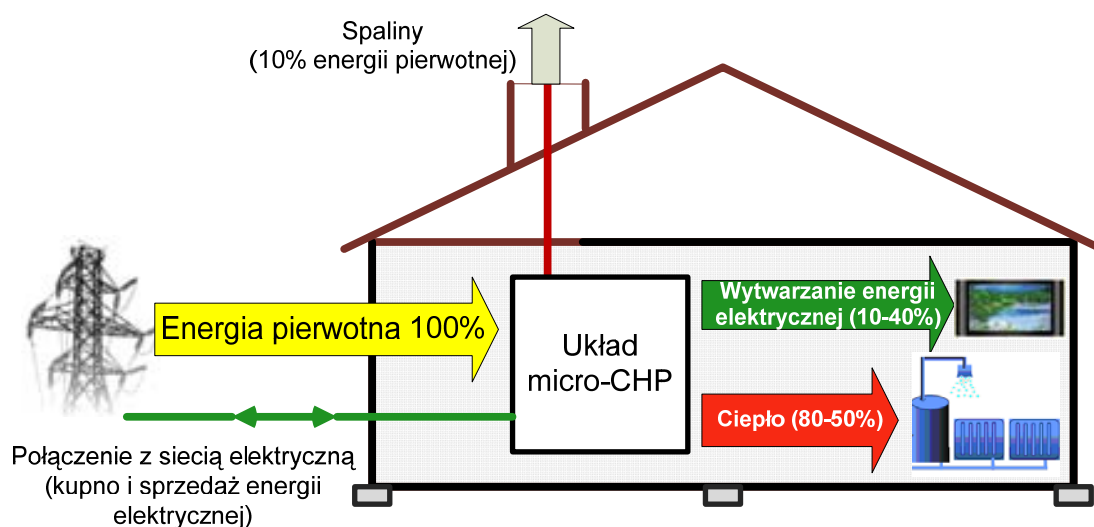 Spaliny
(10% energii pierwotnej)
Energia pierwotna 100%
Układ
micro-CHP
Wytwarzanie energii
elektrycznej (10-40%)
Ciepło (80-50%)
Połączenie z siecią elektryczną
(kupno i sprzedaż energii
elektrycznej)